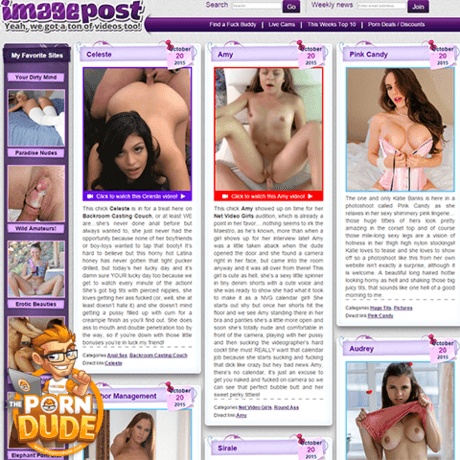 imagepost
Yeah, we got a ton of videos too!
Search
Weekly news
Find a Fuck Buddy | Live Cams | This Weeks Top 10 | Porn Deals / Discounts
My Favorite Sites
Your Dirty Mind
Paradise Nudes
Wild Amateurs!
Erotic Beauties
THE
PORN
DUDE
Celeste
October
20
2015
Click to watch this Celeste video!
This chick Celeste is in for a treat here on
Backroom Casting Couch, or at least WE
are. she's never done anal before but
always wanted to, she just never had the
opportunity because none of her boyfriends
or boy-toys wanted to tap that booty! It's
hard to believe but this horny hot Latina
honey has never gotten that tight pucker
drilled, but today's her lucky day and it's
damn sure YOUR lucky day too because we
get to watch every minute of the action!
She's got big tits with pierced nipples, she
loves getting her ass fucked (or, well, she at
least doesn't hate it) and she doesn't mind
getting a pussy filled up with cum for a
creampie finish as you'll find out. She does
ass to mouth and double penetration too by
the way, so if you're down with those little
bonuses you're in luck my friend!
Categories Anal Sex, Backroom Casting Couch
Direct link Celeste
Amy
October
20
2015
Click to watch this Amy video!
This chick Amy showed up on time for her
Net Video Girls audition, which is already a
point in her favor... nothing seems to irk the
Maestro, as he's known, more than when a
girl shows up for her interview late! Amy
was a little taken aback when the dude
opened the door and she found a camera
right in her face, but came into the room
anyway and it was all over from there! This
girl is cute as hell, she's a sexy little spinner
in tiny denim shorts with a cute voice and
she was ready to show she had what it took
to make it as a NVG calendar girl! She
starts out shy but once her shorts hit the
floor and we see Amy standing there in her
bra and panties she's a little more open and
soon she's totally nude and comfortable in
front of the camera, playing with her pussy
and then sucking the videographer's hard
cock! She must REALLY want that calendar
job because she starts sucking and fucking
that dick like crazy but hey bad news Amy,
there's no calendar. It's just an excuse to
get you naked and fucked on camera so we
can see that perfect bubble butt and her
sweet perky titties!
Categories Net Video Girls, Round Ass
Direct link Amy
Pink Candy
October
20
2015
The one and only Katie Banks is here in a
photoshoot called Pink Candy as she
relaxes in her sexy shimmery pink lingerie.
those huge titties of hers look pretty
amazing in the corset top and of course
those mile-long sexy legs are a vision of
hotness in her thigh high nylon stockings!
Katie loves to tease and she loves to show
off so a photoshoot like this from her own
website isn't exactly a surprise, although it
is welcome. A beautiful long haired hottie
looking horny as hell and shaking those big
juicy tits, that sounds like one hell of a good
morning to me.
Categories Huge Tits, Pictures
Direct link Pink Candy
Management
October
20
2015
Sirale
October
20
Audrey
October
20
2015